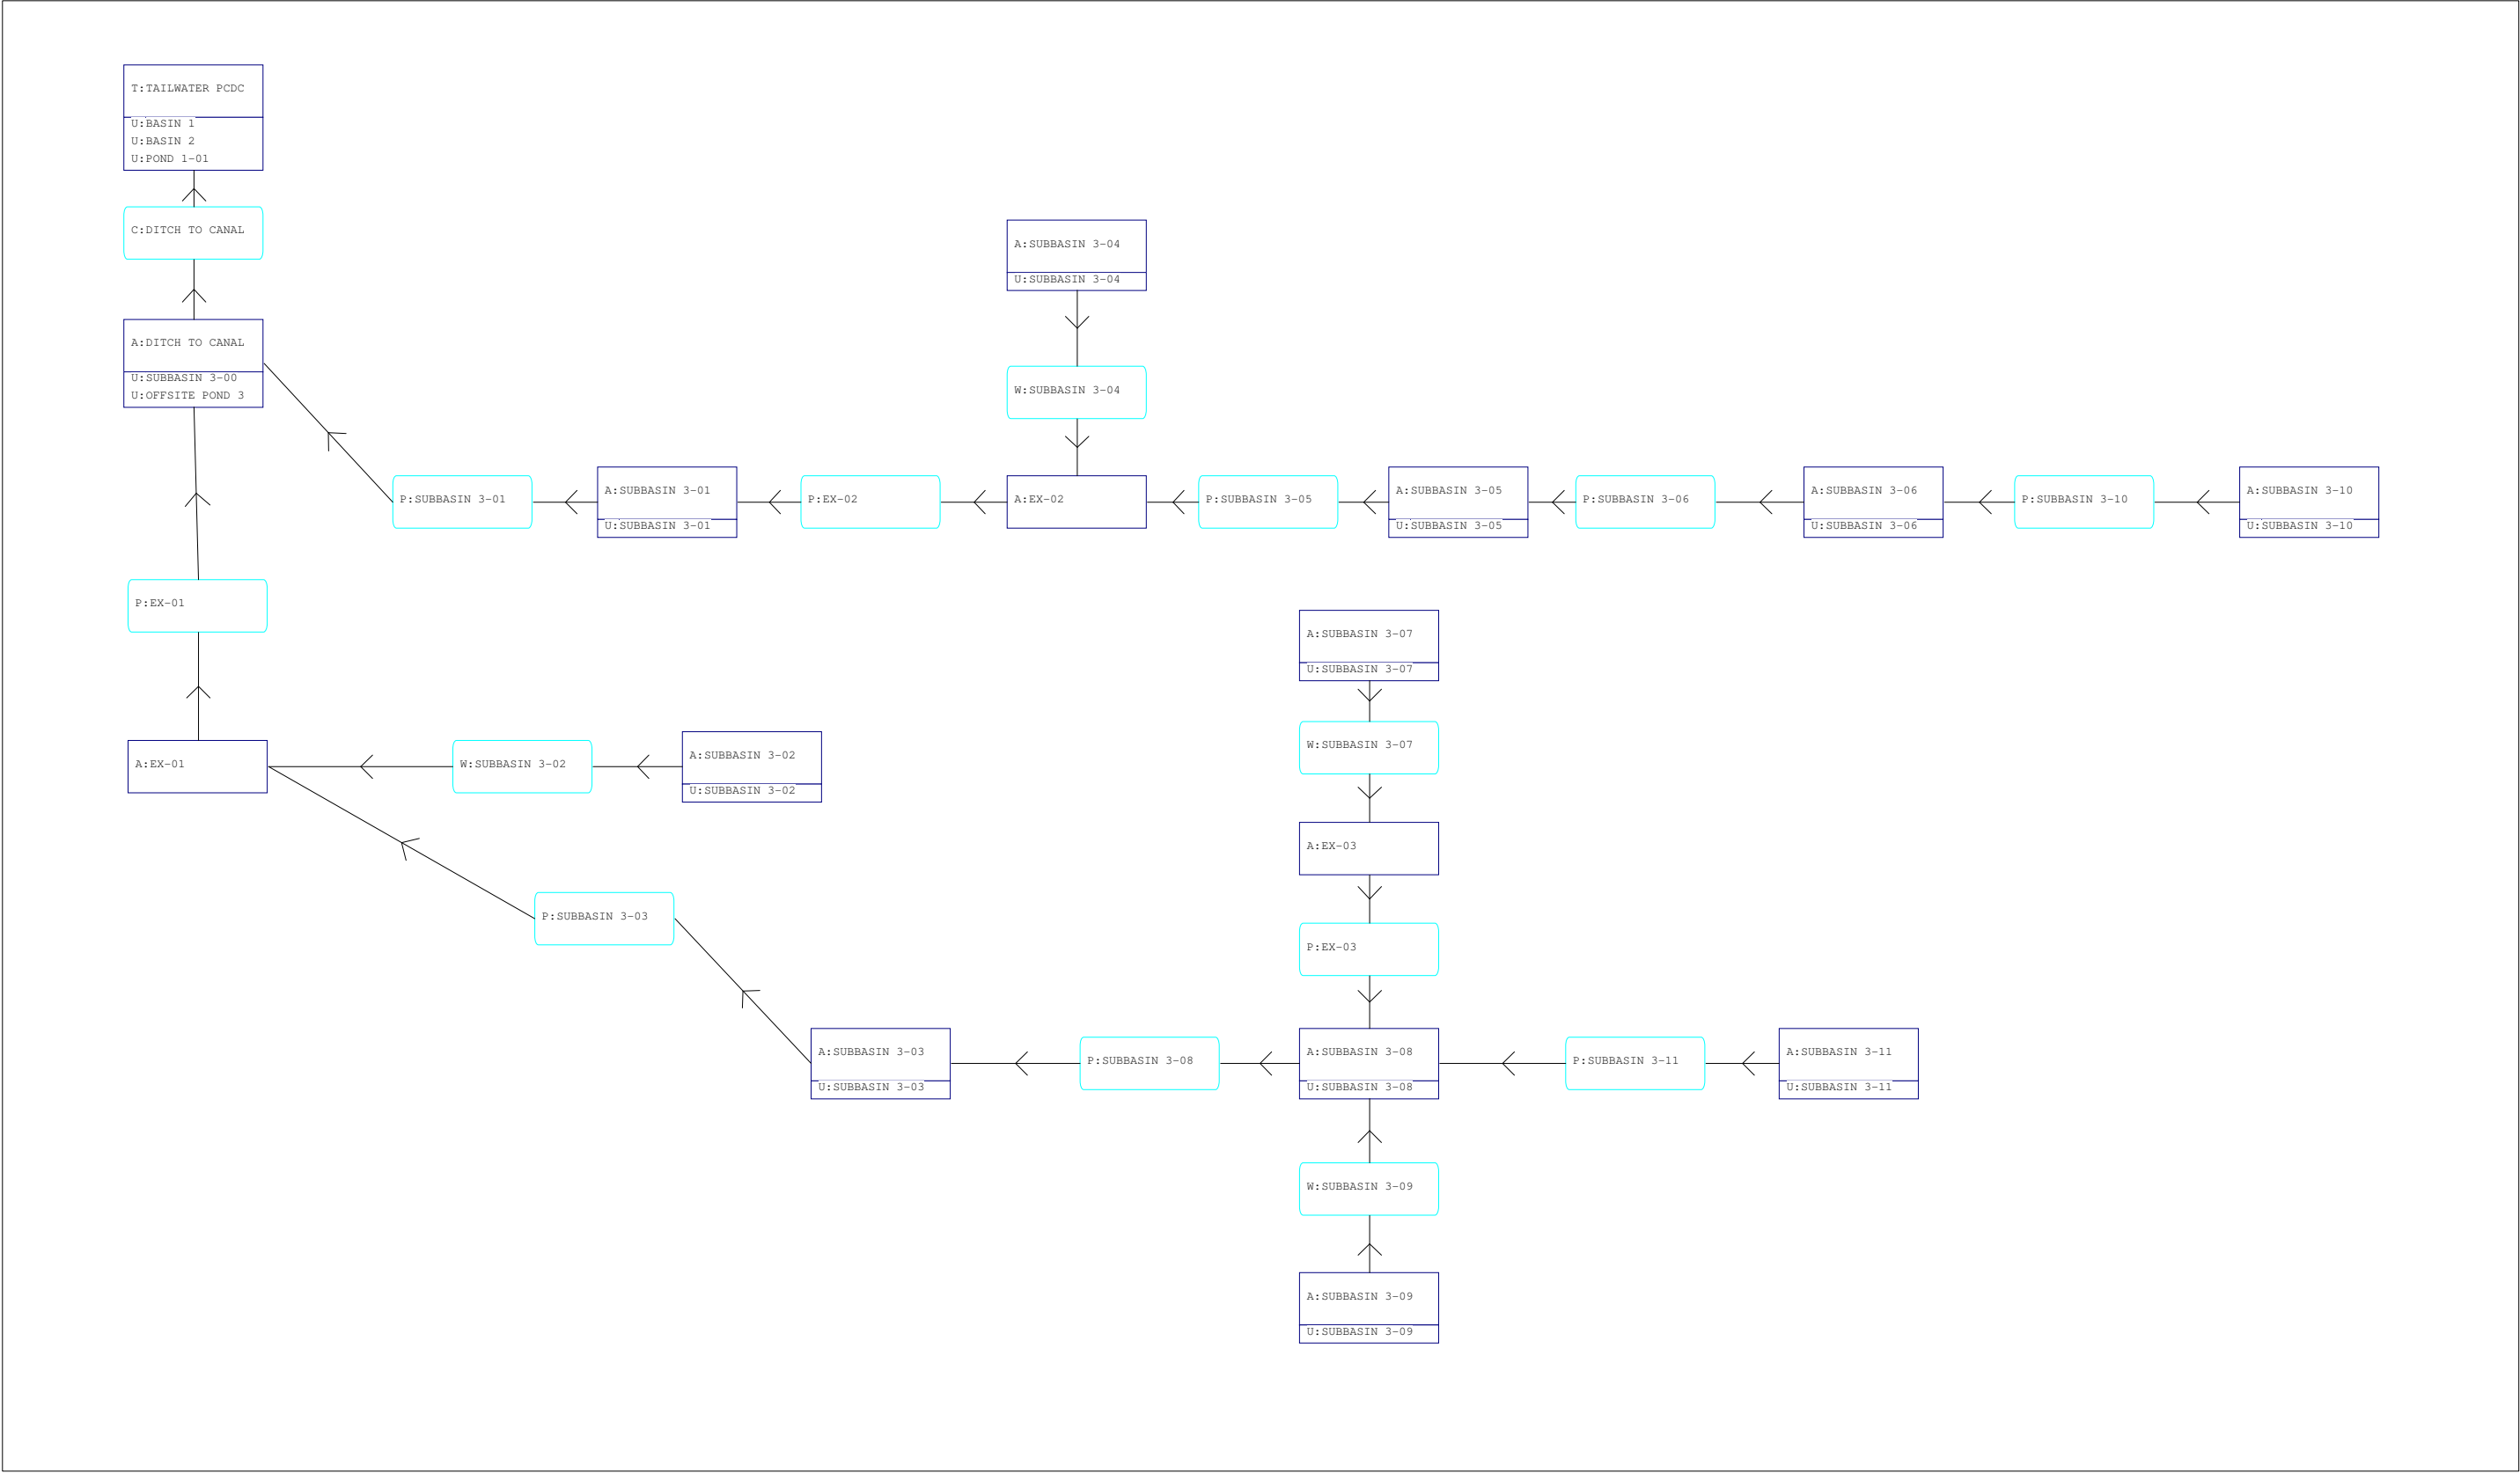 T:TAILWATER PCDC
U:BASIN 1
U:BASIN 2
U:POND 1-01
C:DITCH TO CANAL
A:DITCH TO CANAL
U:SUBBASIN 3-00
U:OFFSITE POND 3
A:SUBBASIN 3-04
U:SUBBASIN 3-04
W:SUBBASIN 3-04
P:SUBBASIN 3-01
A:SUBBASIN 3-01
U:SUBBASIN 3-01
P:EX-02
A:EX-02
P:SUBBASIN 3-05
A:SUBBASIN 3-05
U:SUBBASIN 3-05
P:SUBBASIN 3-06
A:SUBBASIN 3-06
U:SUBBASIN 3-06
P:SUBBASIN 3-10
A:SUBBASIN 3-10
U:SUBBASIN 3-10
P:EX-01
A:EX-01
W:SUBBASIN 3-02
A:SUBBASIN 3-02
U:SUBBASIN 3-02
A:SUBBASIN 3-07
U:SUBBASIN 3-07
W:SUBBASIN 3-07
A:EX-03
P:EX-03
P:SUBBASIN 3-03
A:SUBBASIN 3-03
U:SUBBASIN 3-03
P:SUBBASIN 3-08
A:SUBBASIN 3-08
U:SUBBASIN 3-08
P:SUBBASIN 3-11
A:SUBBASIN 3-11
U:SUBBASIN 3-11
W:SUBBASIN 3-09
A:SUBBASIN 3-09
U:SUBBASIN 3-09